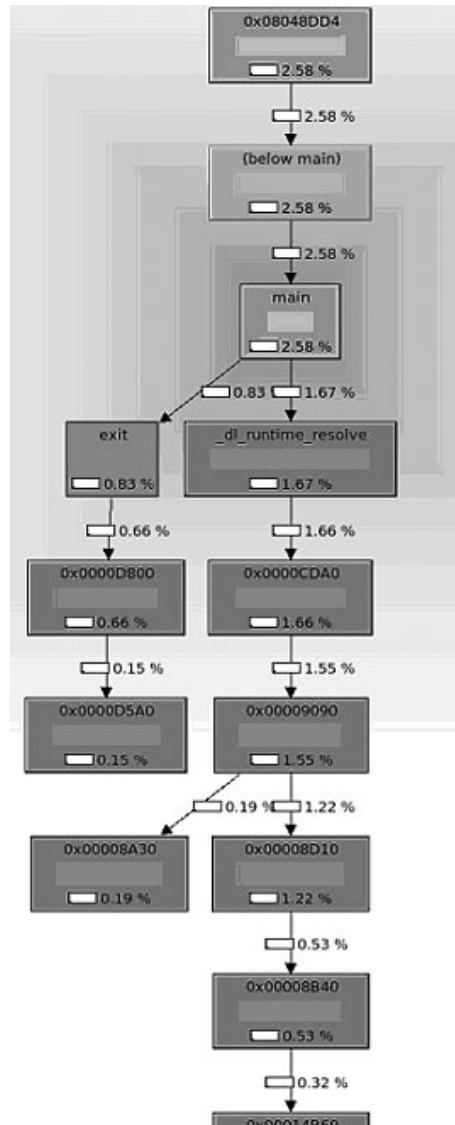 0x08048DD4
2.58 %
2.58 %
(below main)
2.58 %
2.58 %
main
2.58 %
0.83
1.67 %
exit
0.83 %
_dl_runtime_resolve
1.67 %
0.66 %
1.66 %
0x0000D800
0.66 %
0x0000CDA0
1.66 %
0.15 %
1.55 %
0x0000D5A0
0.15 %
0x00009090
1.55 %
0.19 %
1.22 %
0x00008A30
0.19 %
0x00008D10
1.22 %
0.53 %
0x00008B40
0.53 %
0.32 %